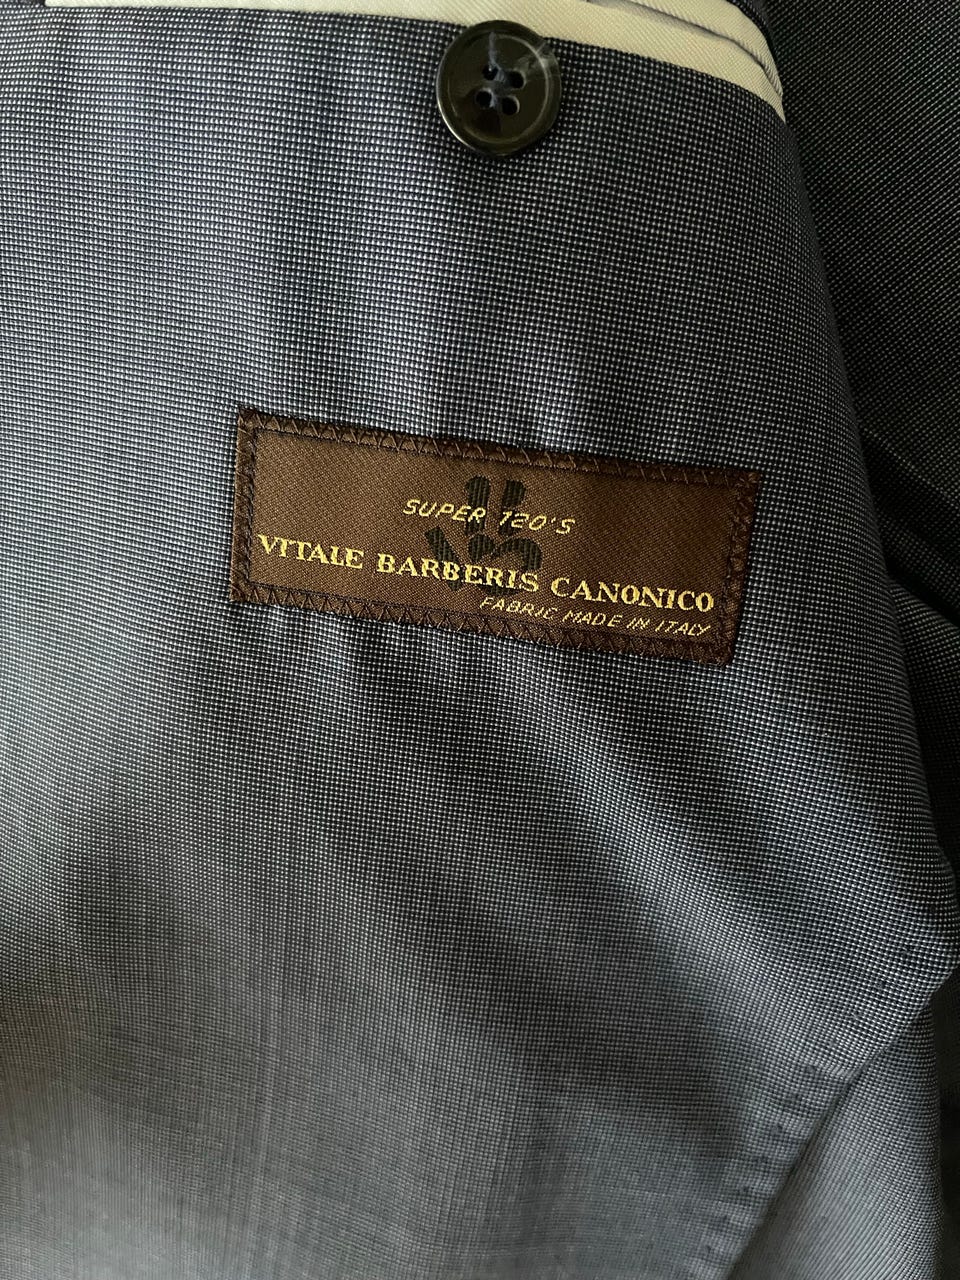 SUPER 120'S
VITALE BARBERIS CANONICO
FABRIC MADE IN ITALY